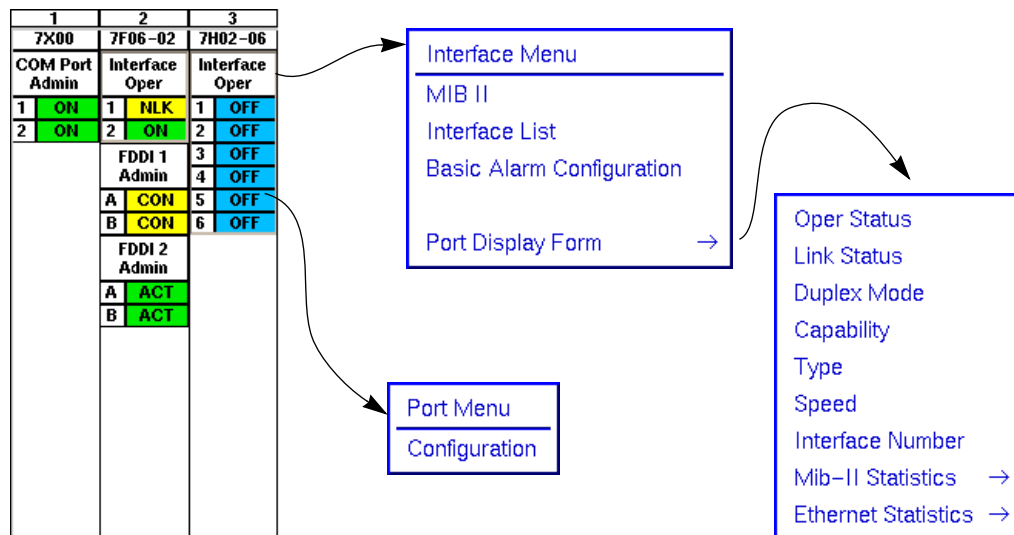 1 2 3
7X00 7F06-02 7H02-06
COM Port Admin
1 ON
2 ON
Interface Oper
1 NLK
2 ON
FDDI 1 Admin
A CON
B CON
FDDI 2 Admin
A ACT
B ACT
Interface Oper
1 OFF
2 OFF
3 OFF
4 OFF
5 OFF
6 OFF
Interface Menu
MIB II
Interface List
Basic Alarm Configuration
Port Display Form →
Port Menu
Configuration
Oper Status
Link Status
Duplex Mode
Capability
Type
Speed
Interface Number
Mib-II Statistics →
Ethernet Statistics →